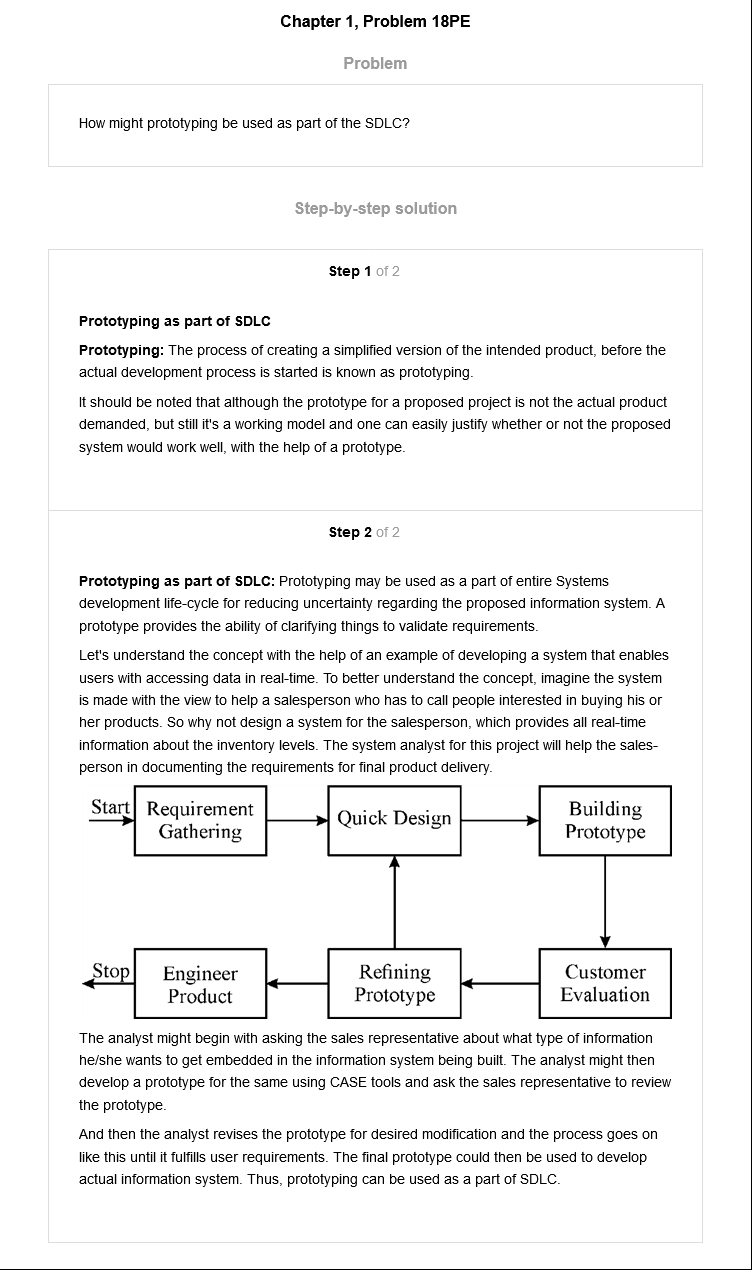 Chapter 1, Problem 18PE
Problem
How might prototyping be used as part of the SDLC?
Step-by-step solution
Step 1 of 2
Prototyping as part of SDLC
Prototyping: The process of creating a simplified version of the intended product, before the
actual development process is started is known as prototyping.
It should be noted that although the prototype for a proposed project is not the actual product
demanded, but still it's a working model and one can easily justify whether or not the proposed
system would work well, with the help of a prototype.
Step 2 of 2
Prototyping as part of SDLC: Prototyping may be used as a part of entire Systems
development life-cycle for reducing uncertainty regarding the proposed information system. A
prototype provides the ability of clarifying things to validate requirements.
Let's understand the concept with the help of an example of developing a system that enables
users with accessing data in real-time. To better understand the concept, imagine the system
is made with the view to help a salesperson who has to call people interested in buying his or
her products. So why not design a system for the salesperson, which provides all real-time
information about the inventory levels. The system analyst for this project will help the sales-
person in documenting the requirements for final product delivery.
Start
Requirement
Gathering
Quick Design
Building
Prototype
Stop
Engineer
Product
Refining
Prototype
Customer
Evaluation
The analyst might begin with asking the sales representative about what type of information
he/she wants to get embedded in the information system being built. The analyst might then
develop a prototype for the same using CASE tools and ask the sales representative to review
the prototype.
And then the analyst revises the prototype for desired modification and the process goes on
like this until it fulfills user requirements. The final prototype could then be used to develop
actual information system. Thus, prototyping can be used as a part of SDLC.